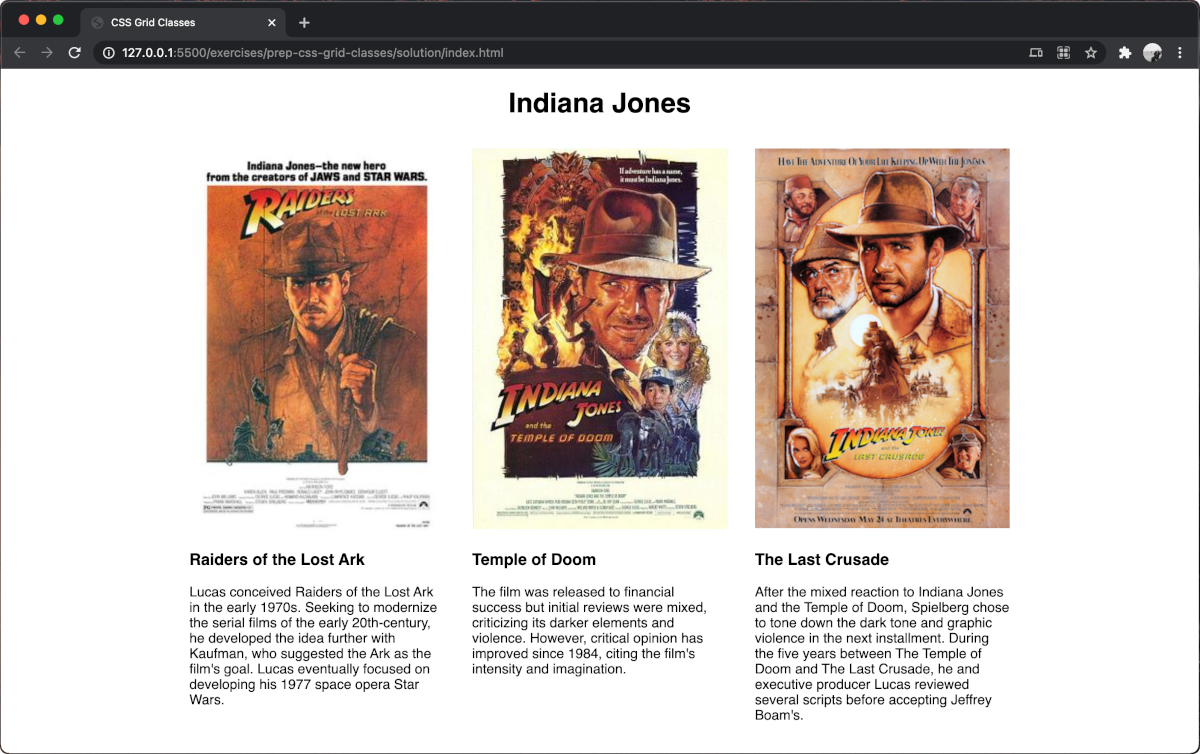 CSS Grid Classes
127.0.0.1:5500/exercises/prep-css-grid-classes/solution/index.html
Indiana Jones
Indiana Jones—the new hero
from the creators of JAWS and STAR WARS.
RAIDERS
OF THE LOST ARK
If adventure has a name,
it must be Indiana Jones.
INDIANA
JONES
and the
TEMPLE OF DOOM
HAVE THE ADVENTURE OF YOUR LIFE KEEPING UP WITH THE JONESES.
INDIANA JONES
and the
LAST CRUSADE
OPENS WEDNESDAY MAY 24 AT THEATRES EVERYWHERE.
Raiders of the Lost Ark
Lucas conceived Raiders of the Lost Ark
in the early 1970s. Seeking to modernize
the serial films of the early 20th-century,
he developed the idea further with
Kaufman, who suggested the Ark as the
film's goal. Lucas eventually focused on
developing his 1977 space opera Star
Wars.
Temple of Doom
The film was released to financial
success but initial reviews were mixed,
criticizing its darker elements and
violence. However, critical opinion has
improved since 1984, citing the film's
intensity and imagination.
The Last Crusade
After the mixed reaction to Indiana Jones
and the Temple of Doom, Spielberg chose
to tone down the dark tone and graphic
violence in the next installment. During
the five years between The Temple of
Doom and The Last Crusade, he and
executive producer Lucas reviewed
several scripts before accepting Jeffrey
Boam's.